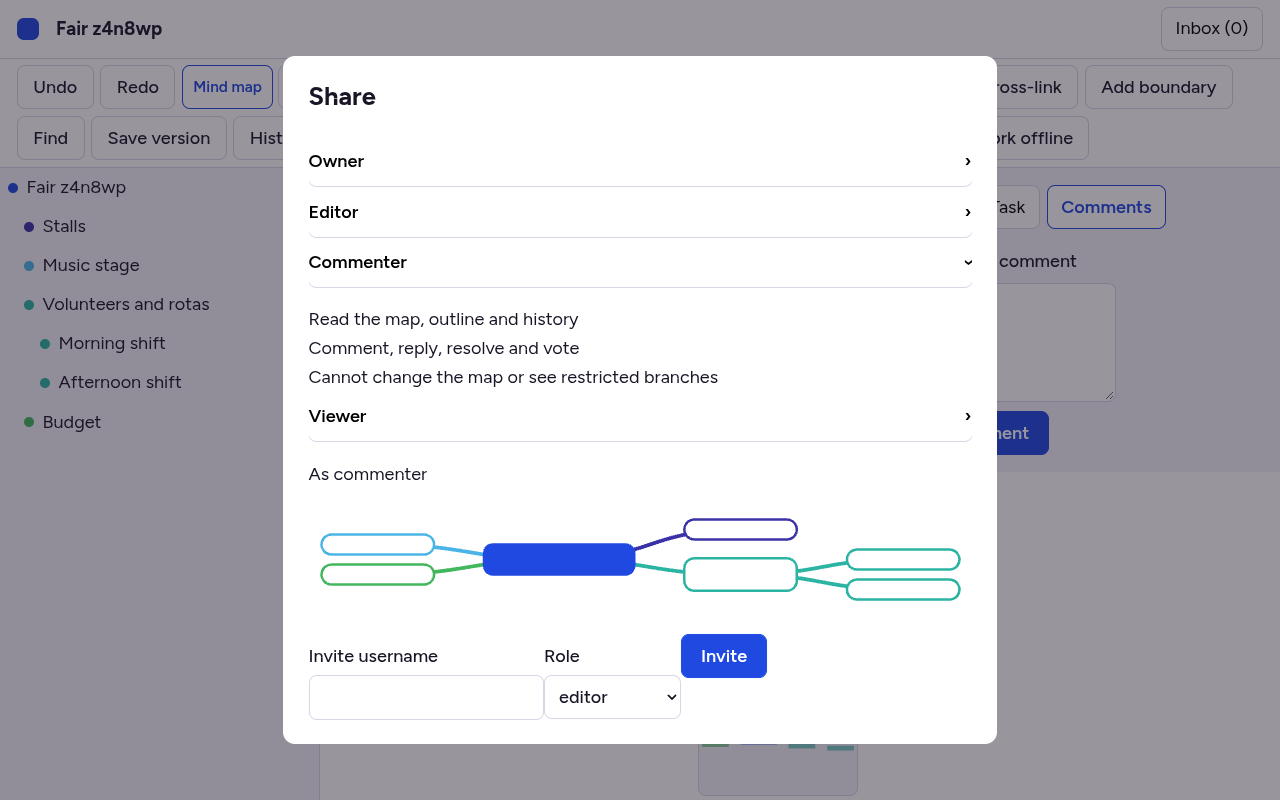 Fair z4n8wp
Inbox (0)
Undo
Redo
Mind map
ross-link
Add boundary
Find
Save version
Hist
rk offline
Fair z4n8wp
Stalls
Music stage
Volunteers and rotas
Morning shift
Afternoon shift
Budget
Task
Comments
comment
Share
Owner
Editor
Commenter
Read the map, outline and history
Comment, reply, resolve and vote
Cannot change the map or see restricted branches
Viewer
As commenter
Invite username
Role
Invite
editor